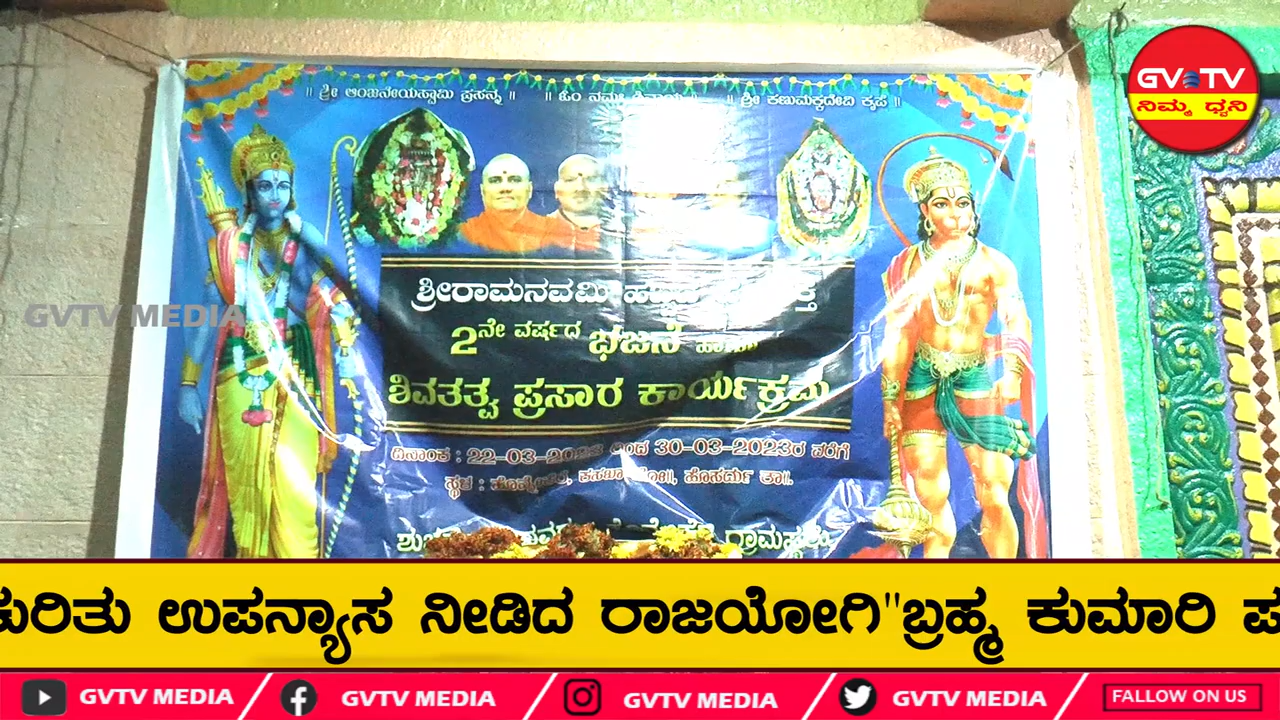 ॥ ಶ್ರೀ ಆಂಜನೇಯಸ್ವಾಮಿ ಪ್ರಸನ್ನ ॥ ॥ ಓಂ ನಮಃ ॥ ಶ್ರೀ ಕಣುಮಕ್ಕದೇವಿ ಕೃಪೆ ॥
GVTV
ನಿಮ್ಮ ಧ್ವನಿ
ಶ್ರೀರಾಮನವಮಿ
GVTV MEDIA
2ನೇ ವರ್ಷದ ಭಜನೆ
ಶಿವತತ್ವ ಪ್ರಸಾರ ಕಾರ್ಯಕ್ರಮ
ದಿನಾಂಕ : 22-03-2023 ರಿಂದ 30-03-2023ರ ವರೆಗೆ
ಸ್ಥಳ : ಕಸಬಾ ಹೋ॥, ಹೊಸದುರ್ಗ ತಾ॥.
ಕುರಿತು ಉಪನ್ಯಾಸ ನೀಡಿದ ರಾಜಯೋಗಿ"ಬ್ರಹ್ಮ ಕುಮಾರಿ ಪ
GVTV MEDIA GVTV MEDIA GVTV MEDIA GVTV MEDIA FALLOW ON US